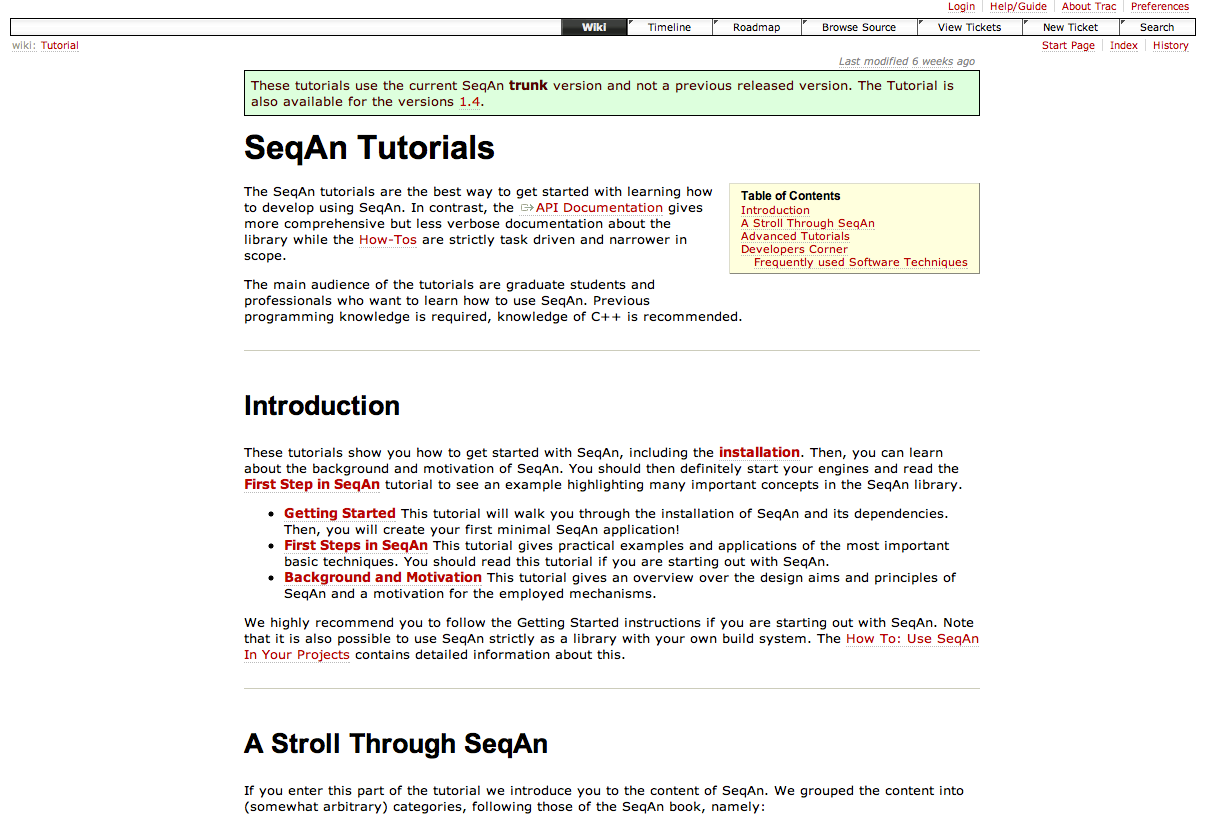 Login Help/Guide About Trac Preferences
Wiki Timeline Roadmap Browse Source View Tickets New Ticket Search
wiki: Tutorial Start Page Index History
Last modified 6 weeks ago
These tutorials use the current SeqAn trunk version and not a previous released version. The Tutorial is
also available for the versions 1.4.
SeqAn Tutorials
The SeqAn tutorials are the best way to get started with learning how
to develop using SeqAn. In contrast, the API Documentation gives
more comprehensive but less verbose documentation about the
library while the How-Tos are strictly task driven and narrower in
scope.
Table of Contents
Introduction
A Stroll Through SeqAn
Advanced Tutorials
Developers Corner
Frequently used Software Techniques
The main audience of the tutorials are graduate students and
professionals who want to learn how to use SeqAn. Previous
programming knowledge is required, knowledge of C++ is recommended.
Introduction
These tutorials show you how to get started with SeqAn, including the installation. Then, you can learn
about the background and motivation of SeqAn. You should then definitely start your engines and read the
First Step in SeqAn tutorial to see an example highlighting many important concepts in the SeqAn library.
• Getting Started This tutorial will walk you through the installation of SeqAn and its dependencies.
Then, you will create your first minimal SeqAn application!
• First Steps in SeqAn This tutorial gives practical examples and applications of the most important
basic techniques. You should read this tutorial if you are starting out with SeqAn.
• Background and Motivation This tutorial gives an overview over the design aims and principles of
SeqAn and a motivation for the employed mechanisms.
We highly recommend you to follow the Getting Started instructions if you are starting out with SeqAn. Note
that it is also possible to use SeqAn strictly as a library with your own build system. The How To: Use SeqAn
In Your Projects contains detailed information about this.
A Stroll Through SeqAn
If you enter this part of the tutorial we introduce you to the content of SeqAn. We grouped the content into
(somewhat arbitrary) categories, following those of the SeqAn book, namely: